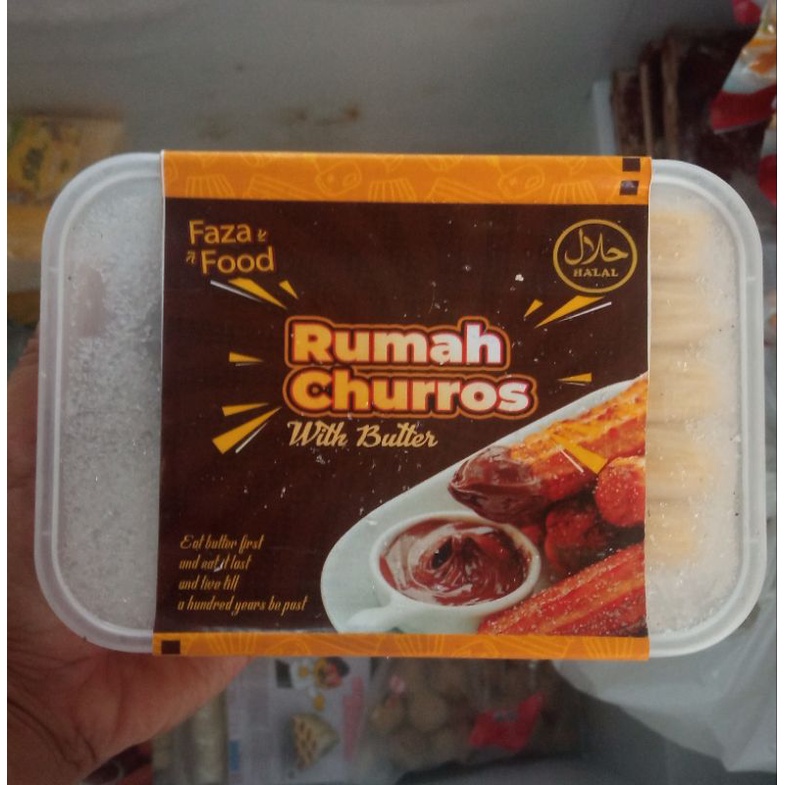 Faza
Food
حلال
HALAL
Rumah
Churros
With Butter
Eat butter first
and eat it last
and live till
a hundred years be past